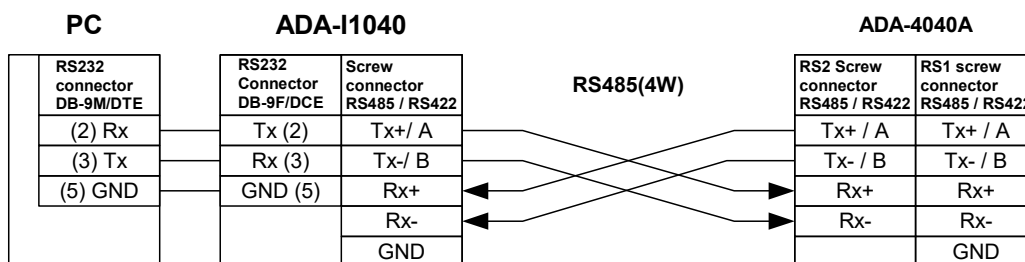 PC
ADA-I1040
ADA-4040A
RS485(4W)
RS232
connector
DB-9M/DTE
(2) Rx
(3) Tx
(5) GND
RS232
Connector
DB-9F/DCE
Tx (2)
Rx (3)
GND (5)
Screw
connector
RS485 / RS422
Tx+/ A
Tx-/ B
Rx+
Rx-
GND
RS2 Screw
connector
RS485 / RS422
Tx+ / A
Tx- / B
Rx+
Rx-
RS1 screw
connector
RS485 / RS422
Tx+ / A
Tx- / B
Rx+
Rx-
GND